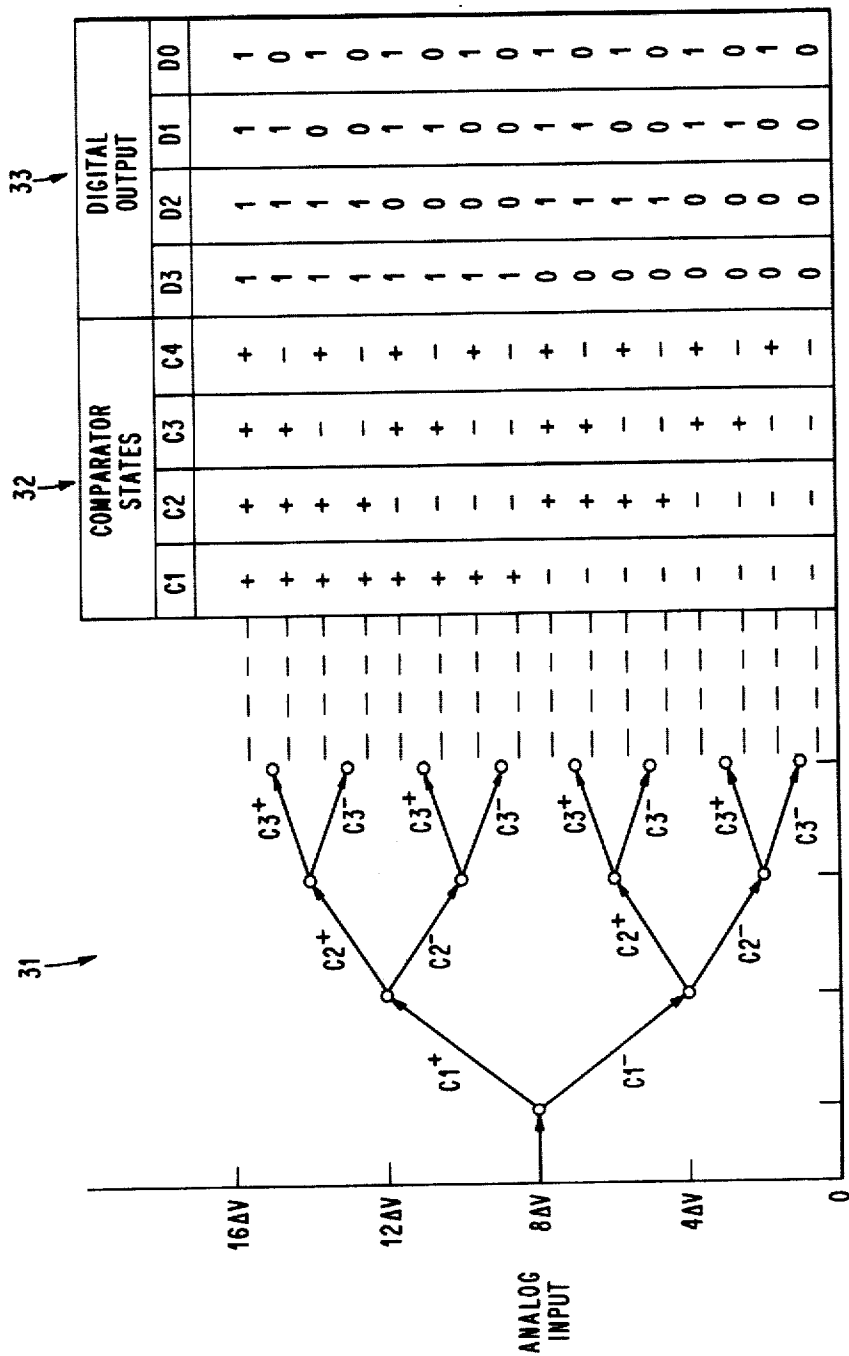 31
32
33
COMPARATOR
STATES
DIGITAL
OUTPUT
C1 C2 C3 C4 D3 D2 D1 D0
+ + + + 1 1 1 1
+ + + – 1 1 1 0
+ + – + 1 1 0 1
+ + – – 1 1 0 0
+ – + + 1 0 1 1
+ – + – 1 0 1 0
+ – – + 1 0 0 1
+ – – – 1 0 0 0
– + + + 0 1 1 1
– + + – 0 1 1 0
– + – + 0 1 0 1
– + – – 0 1 0 0
– – + + 0 0 1 1
– – + – 0 0 1 0
– – – + 0 0 0 1
– – – – 0 0 0 0
16ΔV
12ΔV
8ΔV
4ΔV
0
ANALOG
INPUT
C1+
C1-
C2+
C2-
C2+
C2-
C3+
C3-
C3+
C3-
C3+
C3-
C3+
C3-